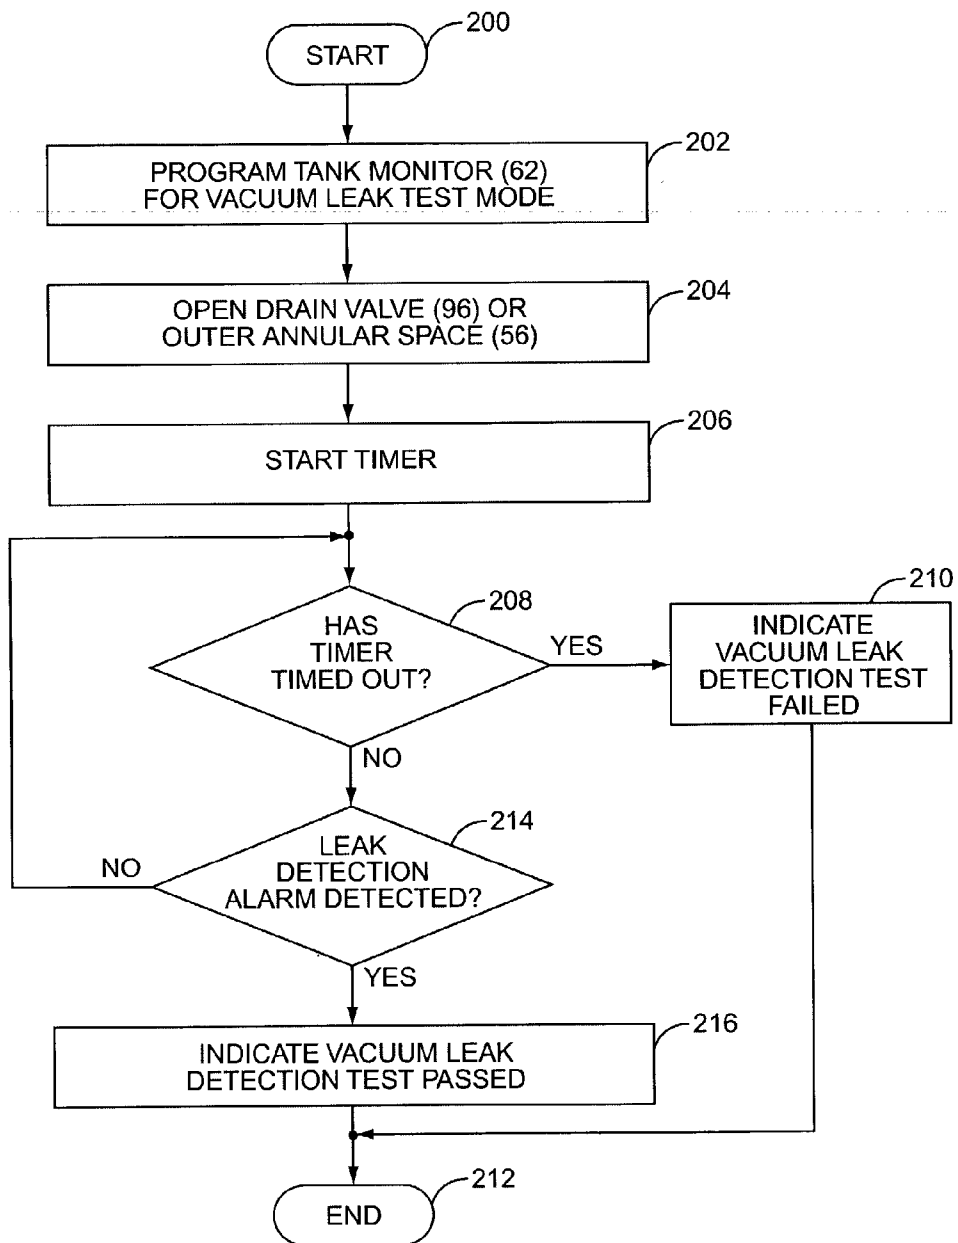 START
200
PROGRAM TANK MONITOR (62)
FOR VACUUM LEAK TEST MODE
202
OPEN DRAIN VALVE (96) OR
OUTER ANNULAR SPACE (56)
204
START TIMER
206
HAS
TIMER
TIMED OUT?
208
YES
INDICATE
VACUUM LEAK
DETECTION TEST
FAILED
210
NO
LEAK
DETECTION
ALARM DETECTED?
214
NO
YES
INDICATE VACUUM LEAK
DETECTION TEST PASSED
216
END
212